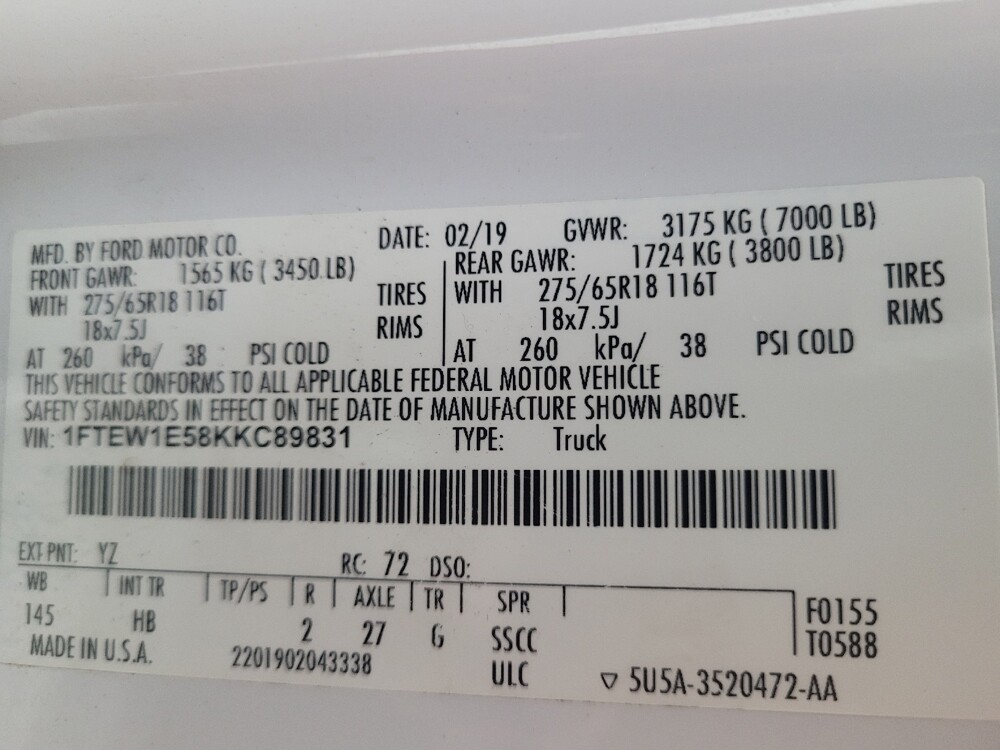 MFD. BY FORD MOTOR CO. DATE: 02/19 GVWR: 3175 KG ( 7000 LB)
FRONT GAWR: 1565 KG ( 3450 LB) REAR GAWR: 1724 KG ( 3800 LB)
WITH 275/65R18 116T TIRES WITH 275/65R18 116T TIRES
18x7.5J RIMS 18x7.5J RIMS
AT 260 kPa/ 38 PSI COLD AT 260 kPa/ 38 PSI COLD
THIS VEHICLE CONFORMS TO ALL APPLICABLE FEDERAL MOTOR VEHICLE
SAFETY STANDARDS IN EFFECT ON THE DATE OF MANUFACTURE SHOWN ABOVE.
VIN: 1FTEW1E58KKC89831 TYPE: Truck
EXT PNT: YZ RC: 72 DSO:
WB INT TR TP/PS R AXLE TR SPR F0155
145 HB 2 27 G SSCC T0588
MADE IN U.S.A. 2201902043338 ULC ▽ 5U5A-3520472-AA